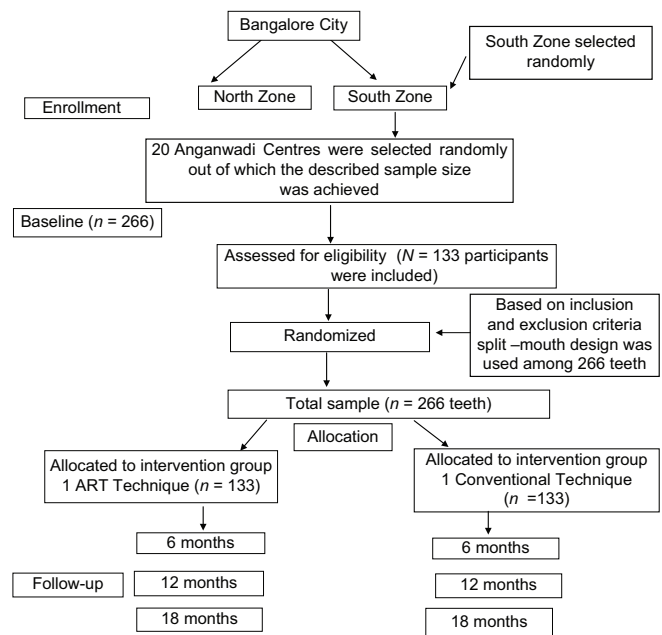 Bangalore City
South Zone selected
randomly
North Zone
South Zone
Enrollment
20 Anganwadi Centres were selected randomly
out of which the described sample size
was achieved
Baseline (n = 266)
Assessed for eligibility (N = 133 participants
were included)
Randomized
Based on inclusion
and exclusion criteria
split –mouth design was
used among 266 teeth
Total sample (n = 266 teeth)
Allocation
Allocated to intervention group
1 ART Technique (n = 133)
Allocated to intervention group
1 Conventional Technique
(n =133)
6 months
6 months
Follow-up
12 months
12 months
18 months
18 months